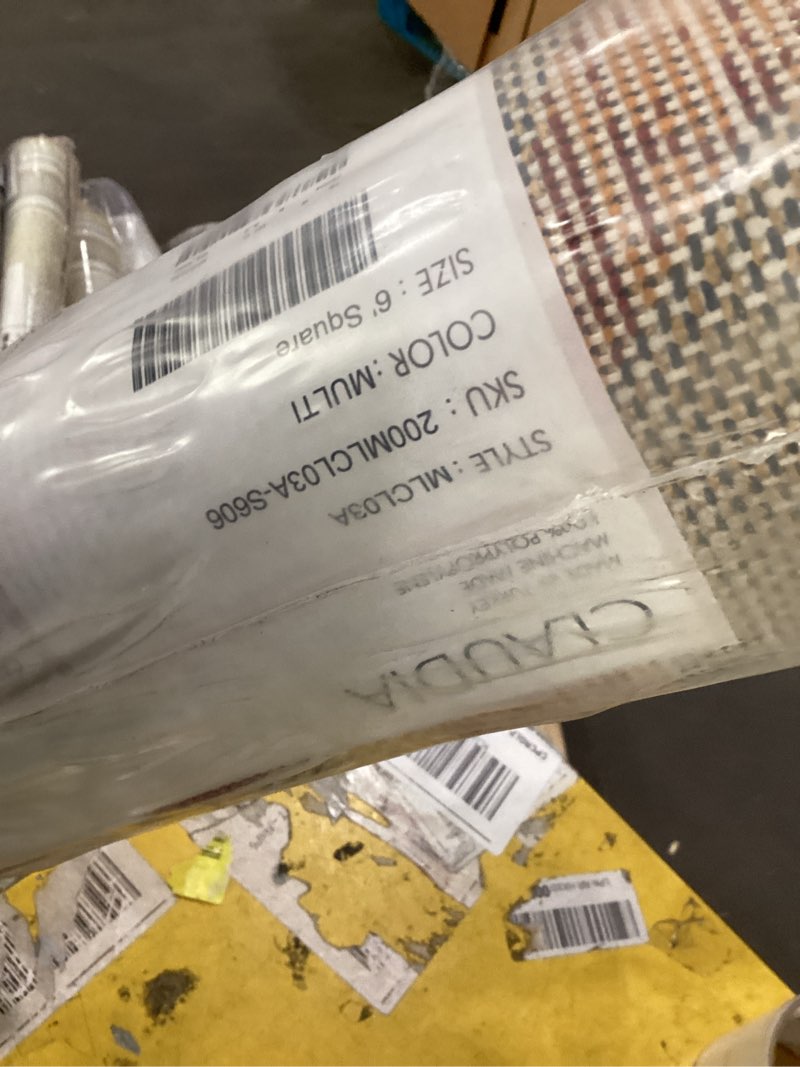 CLAUDIA
MADE IN TURKEY
MACHINE MADE
100% POLYPROPYLENE
STYLE : MLCL03A
SKU : 200MLCL03A-S606
COLOR : MULTI
SIZE : 6' Square